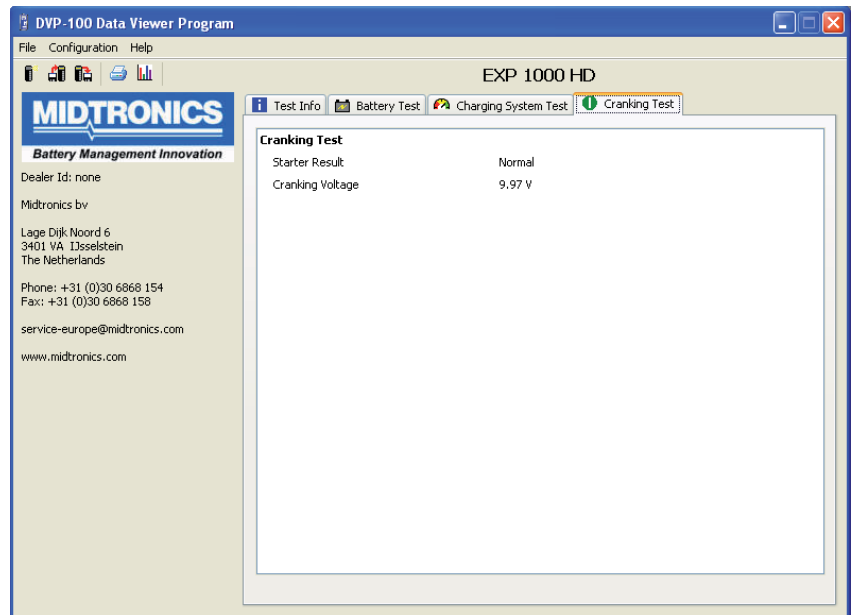 DVP-100 Data Viewer Program
File Configuration Help
EXP 1000 HD
MIDTRONICS
Battery Management Innovation
Dealer Id: none
Midtronics bv
Lage Dijk Noord 6
3401 VA IJsselstein
The Netherlands
Phone: +31 (0)30 6868 154
Fax: +31 (0)30 6868 158
service-europe@midtronics.com
www.midtronics.com
Test Info Battery Test Charging System Test Cranking Test
Cranking Test
Starter Result Normal
Cranking Voltage 9.97 V